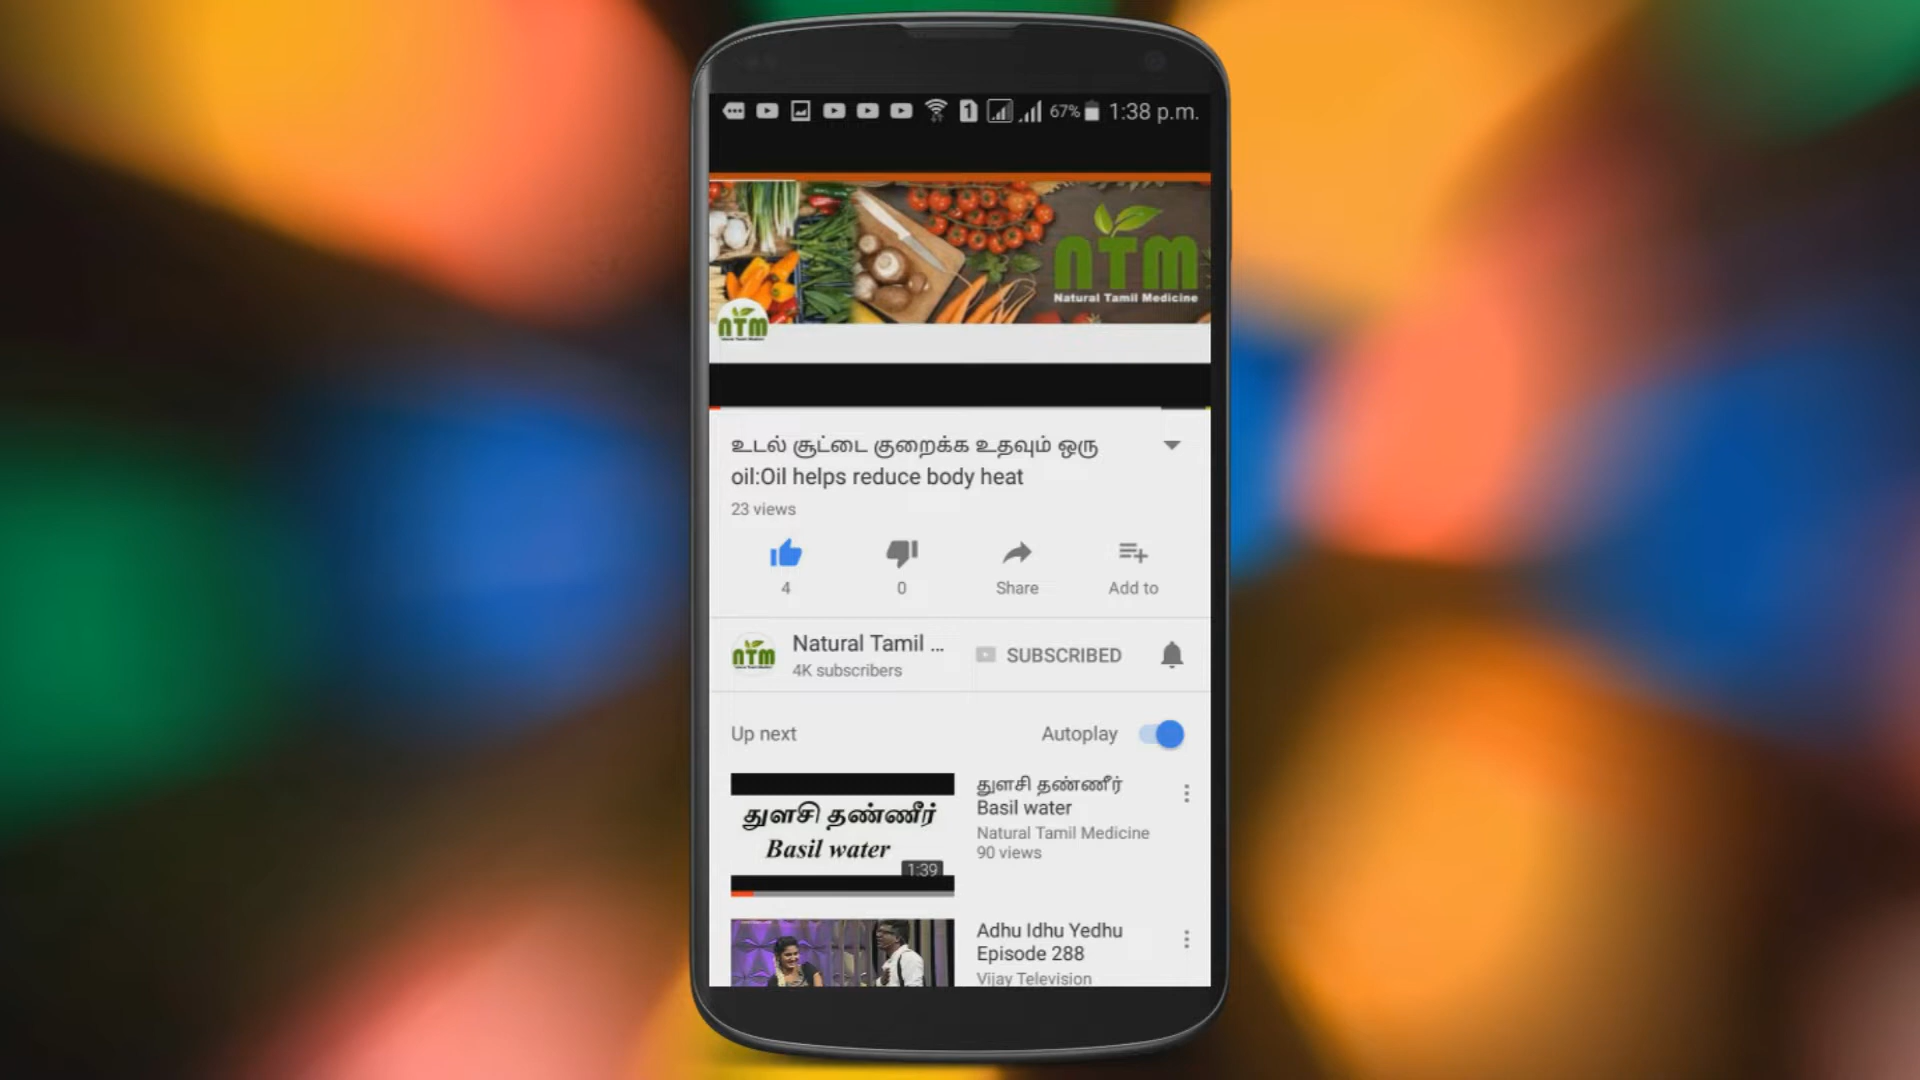 67% 1:38 p.m.
NTM
Natural Tamil Medicine
NTM
உடல் சூட்டை குறைக்க உதவும் ஒரு
oil:Oil helps reduce body heat
23 views
4 0 Share Add to
NTM
Natural Tamil ...
SUBSCRIBED
4K subscribers
Up next Autoplay
துளசி தண்ணீர்
Basil water
1:39
துளசி தண்ணீர்
Basil water
Natural Tamil Medicine
90 views
Adhu Idhu Yedhu
Episode 288
Vijay Television